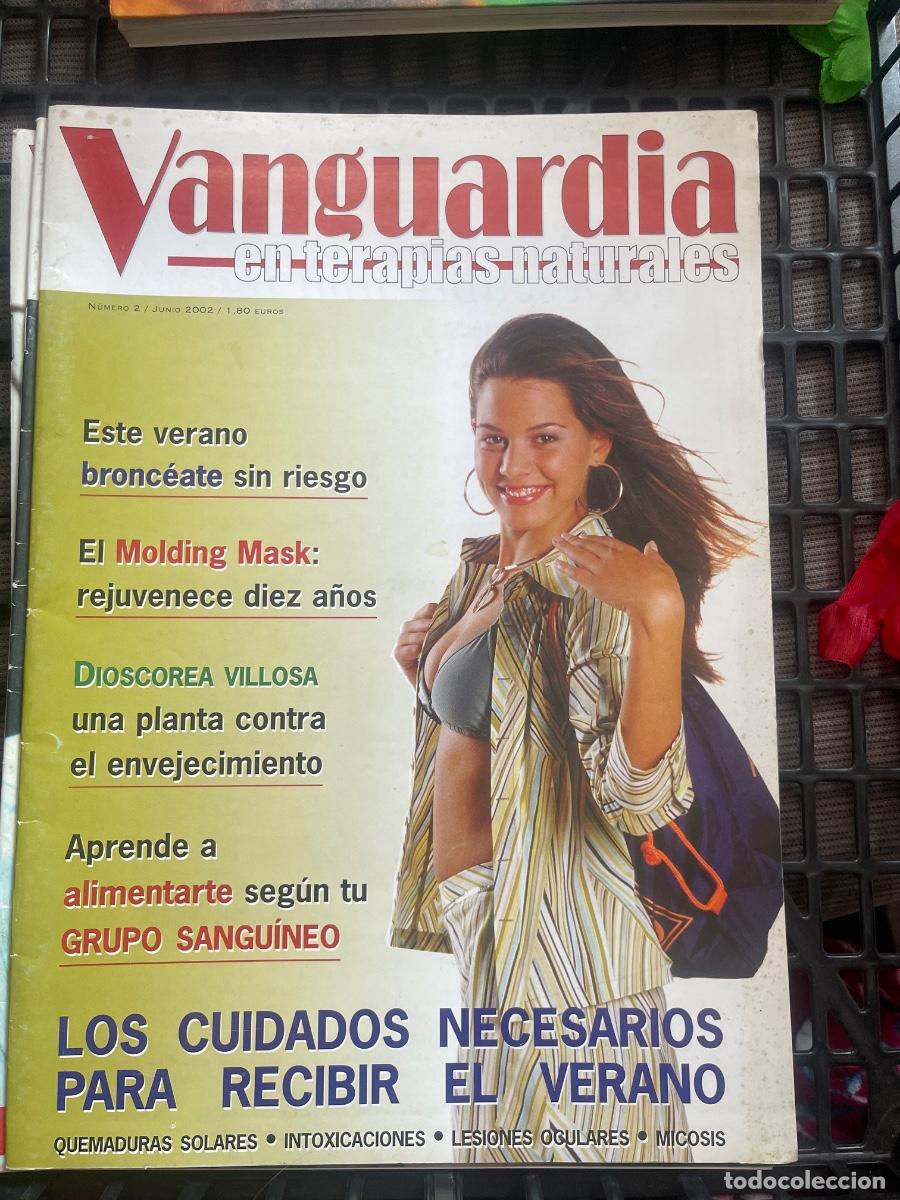 Vanguardia
en terapias naturales
NÚMERO 2 / JUNIO 2002 / 1,80 EUROS
Este verano
broncéate sin riesgo
El Molding Mask:
rejuvenece diez años
DIOSCOREA VILLOSA
una planta contra
el envejecimiento
Aprende a
alimentarte según tu
GRUPO SANGUÍNEO
LOS CUIDADOS NECESARIOS
PARA RECIBIR EL VERANO
QUEMADURAS SOLARES • INTOXICACIONES • LESIONES OCULARES • MICOSIS
todocoleccion